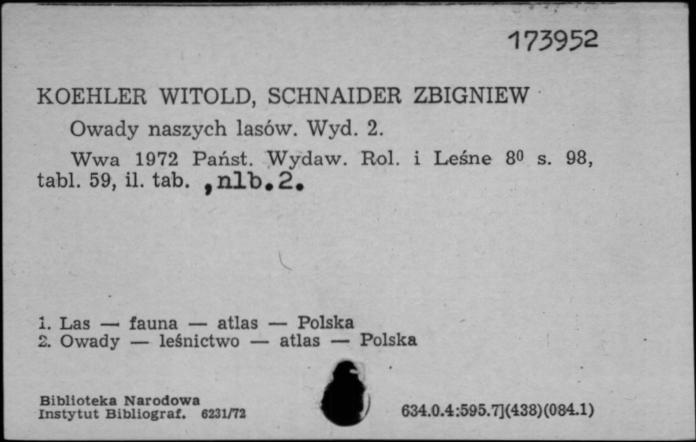 173952
KOEHLER WITOLD, SCHNAIDER ZBIGNIEW
Owady naszych lasów. Wyd. 2.
Wwa 1972 Państ. Wydaw. Rol. i Leśne 8⁰ s. 98,
tabl. 59, il. tab. , nlb. 2.
1. Las — fauna — atlas — Polska
2. Owady — leśnictwo — atlas — Polska
Biblioteka Narodowa
Instytut Bibliograf. 6231/72
634.0.4:595.7](438)(084.1)